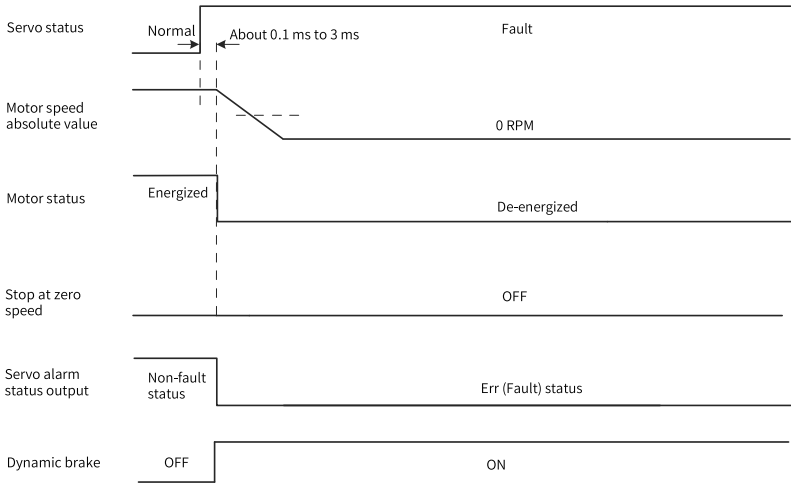 Servo status
Normal
About 0.1 ms to 3 ms
Fault
Motor speed
absolute value
0 RPM
Motor status
Energized
De-energized
Stop at zero
speed
OFF
Servo alarm
status output
Non-fault
status
Err (Fault) status
Dynamic brake
OFF
ON